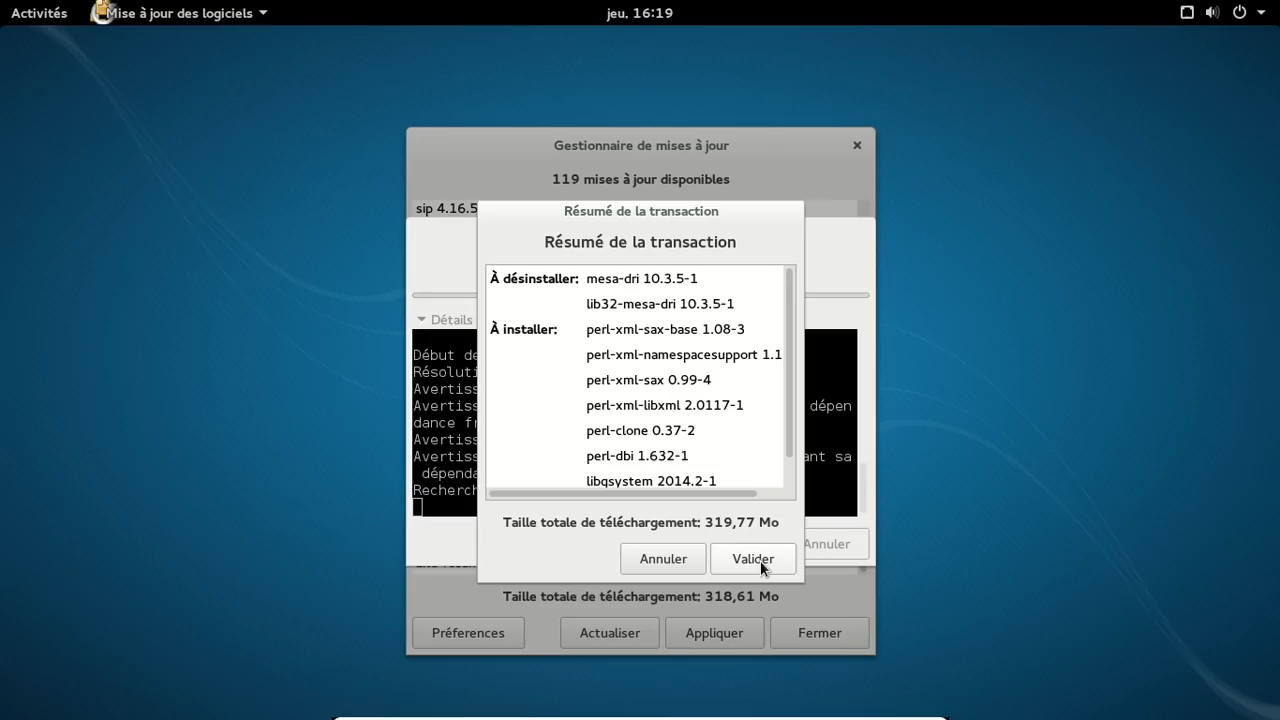 Activités
Mise à jour des logiciels
jeu. 16:19
Gestionnaire de mises à jour
119 mises à jour disponibles
sip 4.16.5
Résumé de la transaction
Résumé de la transaction
À désinstaller: mesa-dri 10.3.5-1
lib32-mesa-dri 10.3.5-1
À installer: perl-xml-sax-base 1.08-3
perl-xml-namespacesupport 1.1
perl-xml-sax 0.99-4
perl-xml-libxml 2.0117-1
perl-clone 0.37-2
perl-dbi 1.632-1
libqsystem 2014.2-1
Détails
Début de
Résoluti
Avertiss
Avertiss dépen
dance fr
Avertiss
Avertiss ant sa
dépenda
Recherch
Taille totale de téléchargement: 319,77 Mo
Annuler
Valider
Annuler
Taille totale de téléchargement: 318,61 Mo
Préferences
Actualiser
Appliquer
Fermer